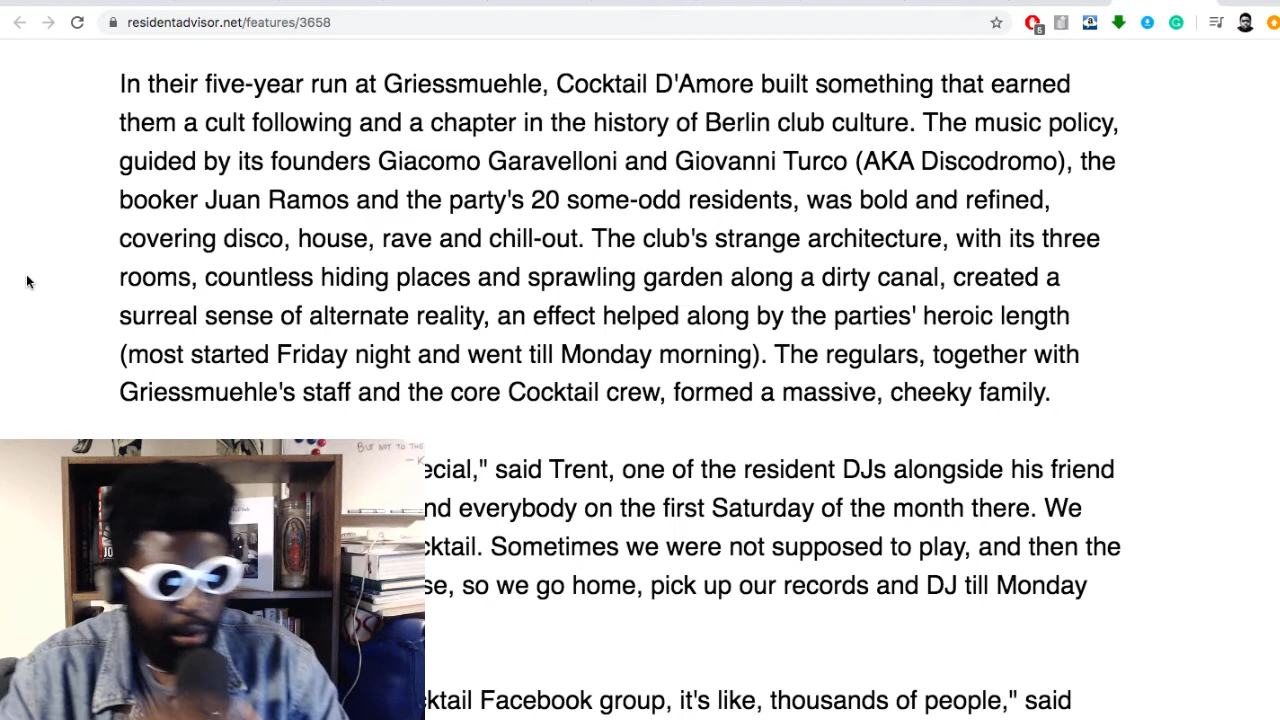 residentadvisor.net/features/3658
5
In their five-year run at Griessmuehle, Cocktail D'Amore built something that earned
them a cult following and a chapter in the history of Berlin club culture. The music policy,
guided by its founders Giacomo Garavelloni and Giovanni Turco (AKA Discodromo), the
booker Juan Ramos and the party's 20 some-odd residents, was bold and refined,
covering disco, house, rave and chill-out. The club's strange architecture, with its three
rooms, countless hiding places and sprawling garden along a dirty canal, created a
surreal sense of alternate reality, an effect helped along by the parties' heroic length
(most started Friday night and went till Monday morning). The regulars, together with
Griessmuehle's staff and the core Cocktail crew, formed a massive, cheeky family.
BUT NOT TO THE
— K
ecial," said Trent, one of the resident DJs alongside his friend
nd everybody on the first Saturday of the month there. We
cktail. Sometimes we were not supposed to play, and then the
se, so we go home, pick up our records and DJ till Monday
cktail Facebook group, it's like, thousands of people," said